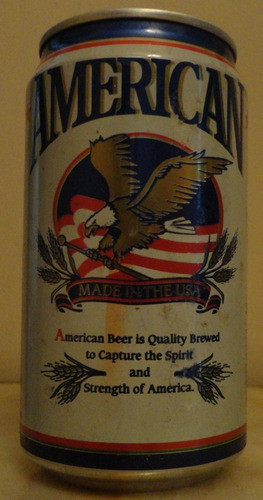 AMERICAN
MADE IN THE USA
American Beer is Quality Brewed
to Capture the Spirit
and
Strength of America.